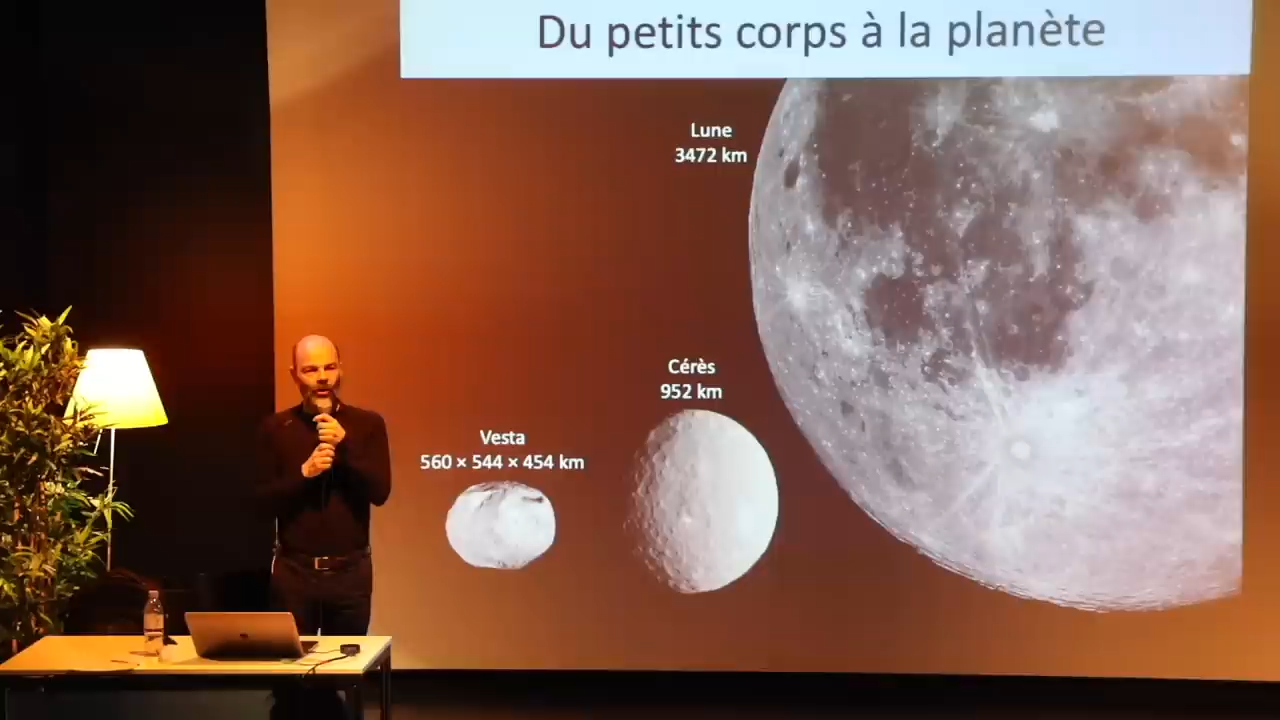 Du petits corps à la planète
Lune
3472 km
Cérès
952 km
Vesta
560 × 544 × 454 km